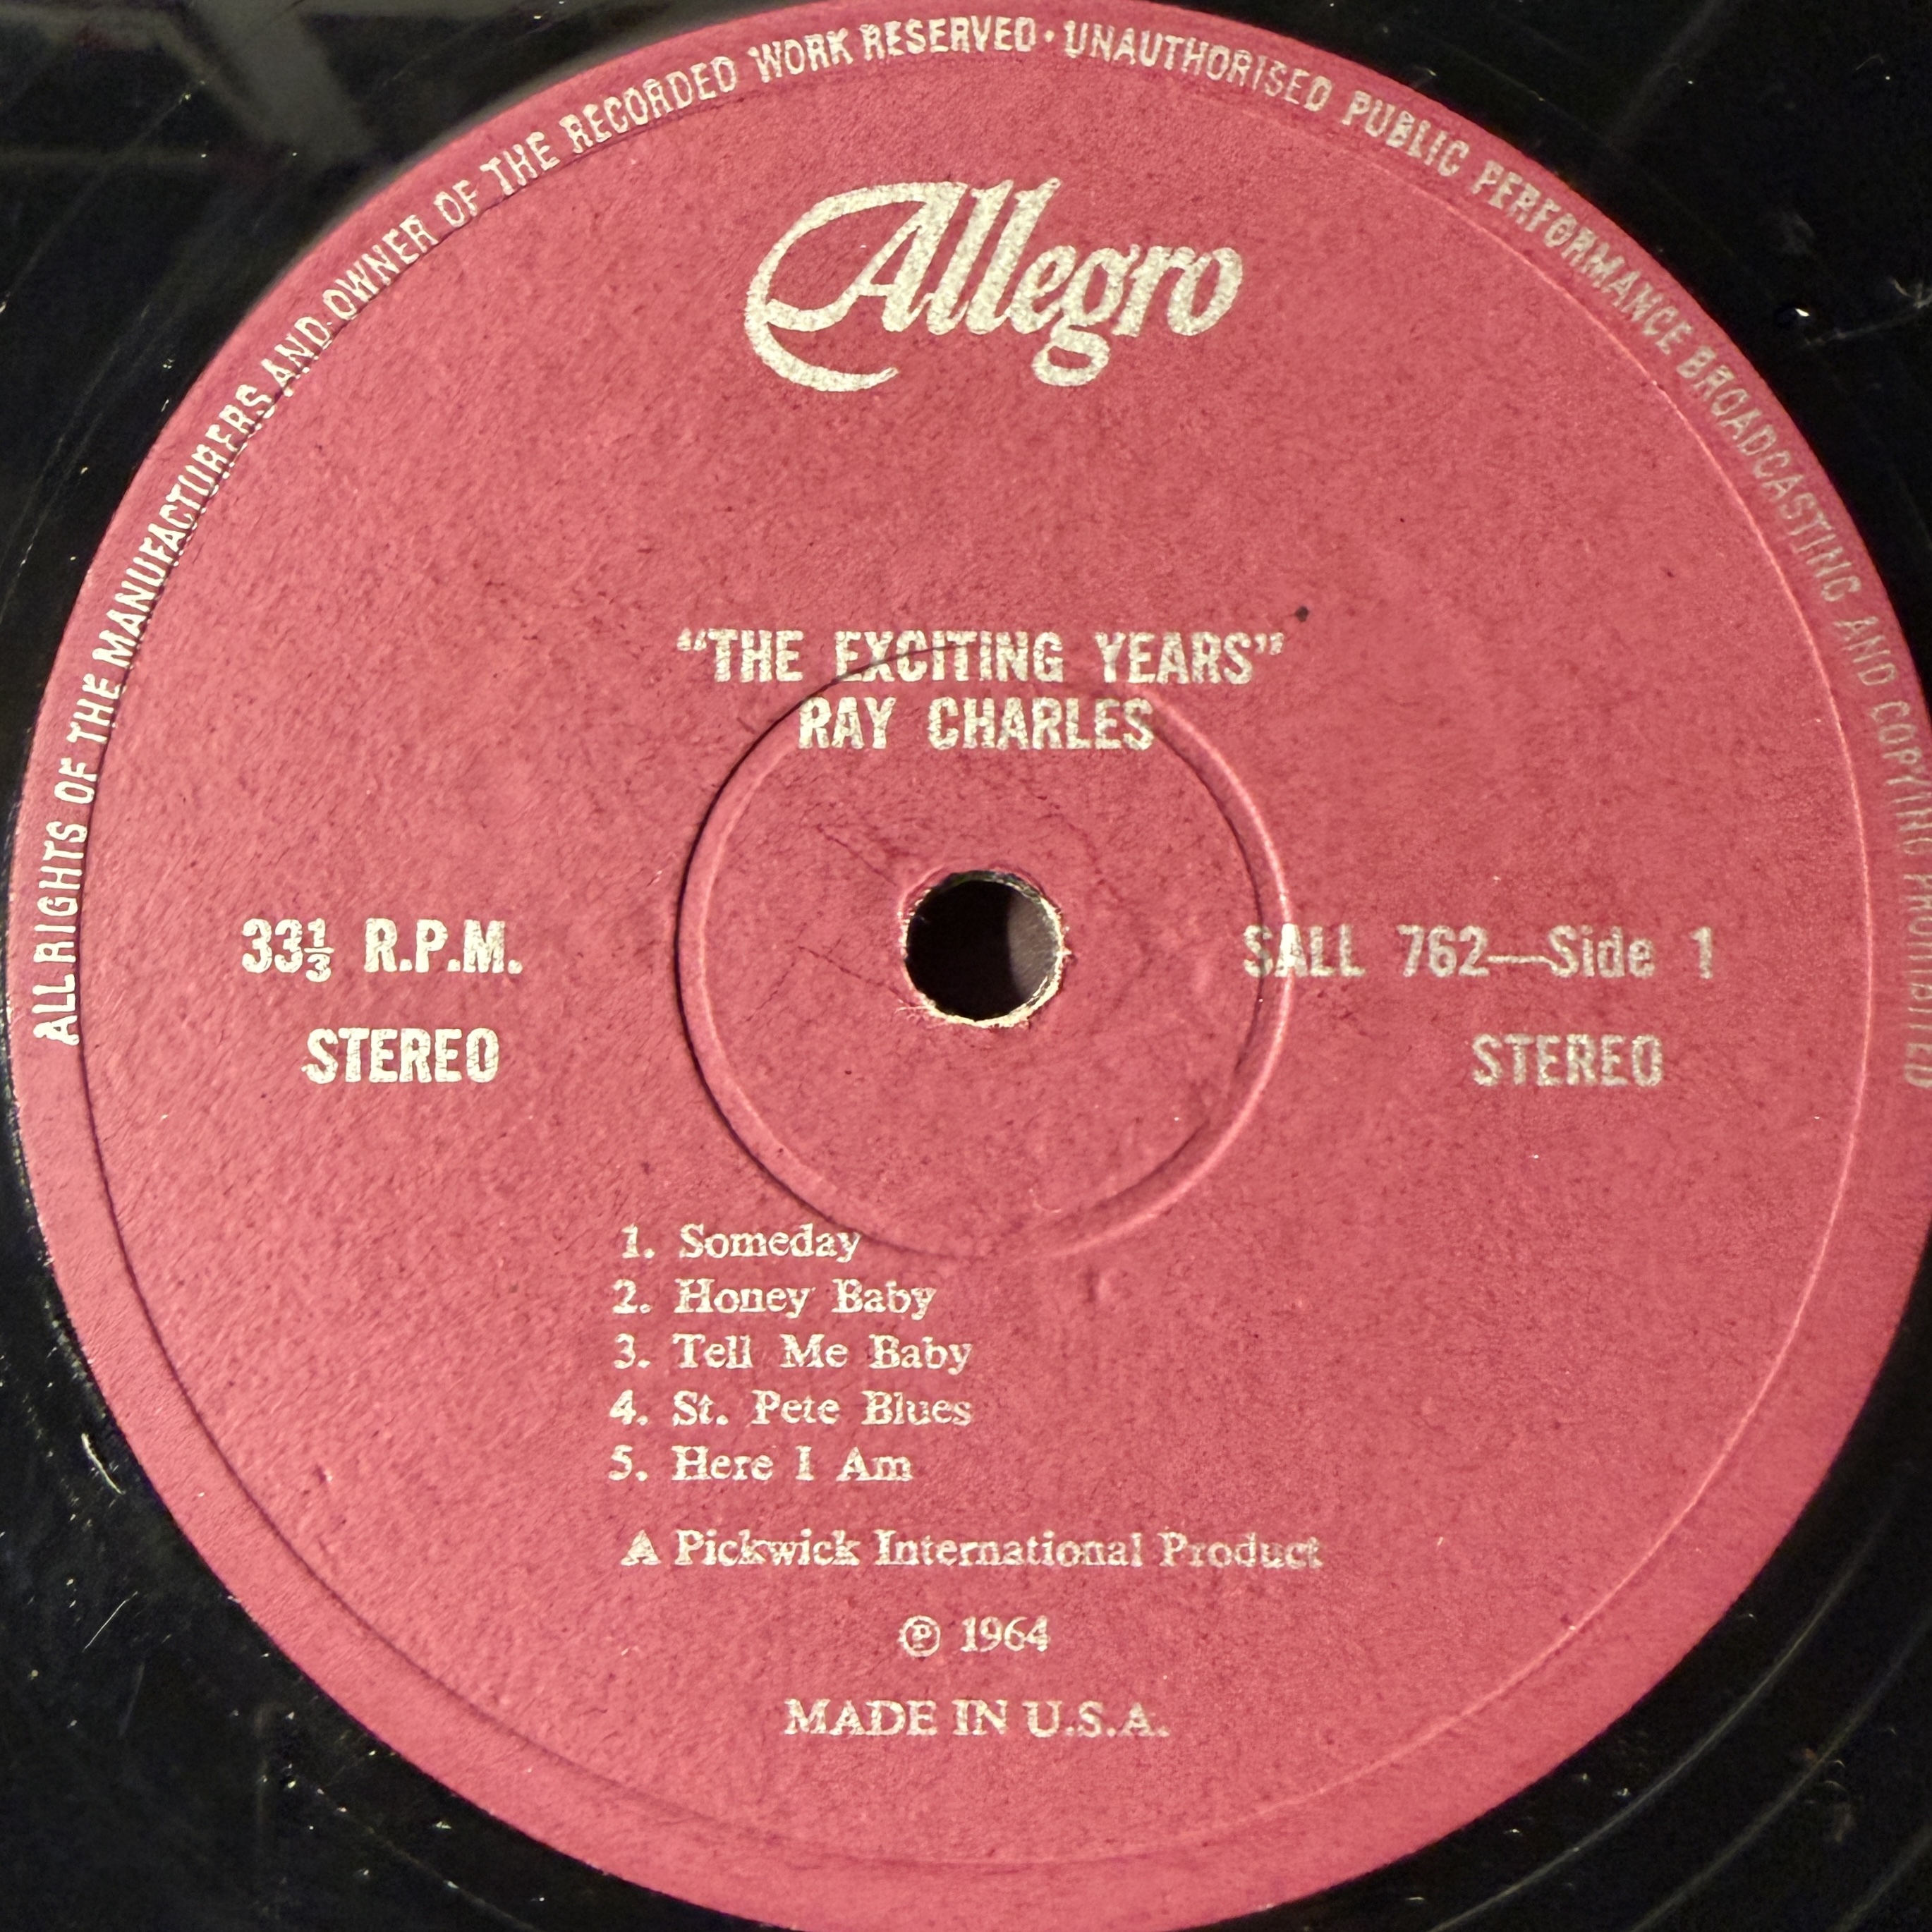 ALL RIGHTS OF THE MANUFACTURERS AND OWNER OF THE RECORDED WORK RESERVED · UNAUTHORISED PUBLIC PERFORMANCE BROADCASTING AND COPYING PROHIBITED
Allegro
“THE EXCITING YEARS”
RAY CHARLES
33⅓ R.P.M.
STEREO
SALL 762—Side 1
STEREO
1. Someday
2. Honey Baby
3. Tell Me Baby
4. St. Pete Blues
5. Here I Am
A Pickwick International Product
℗ 1964
MADE IN U.S.A.